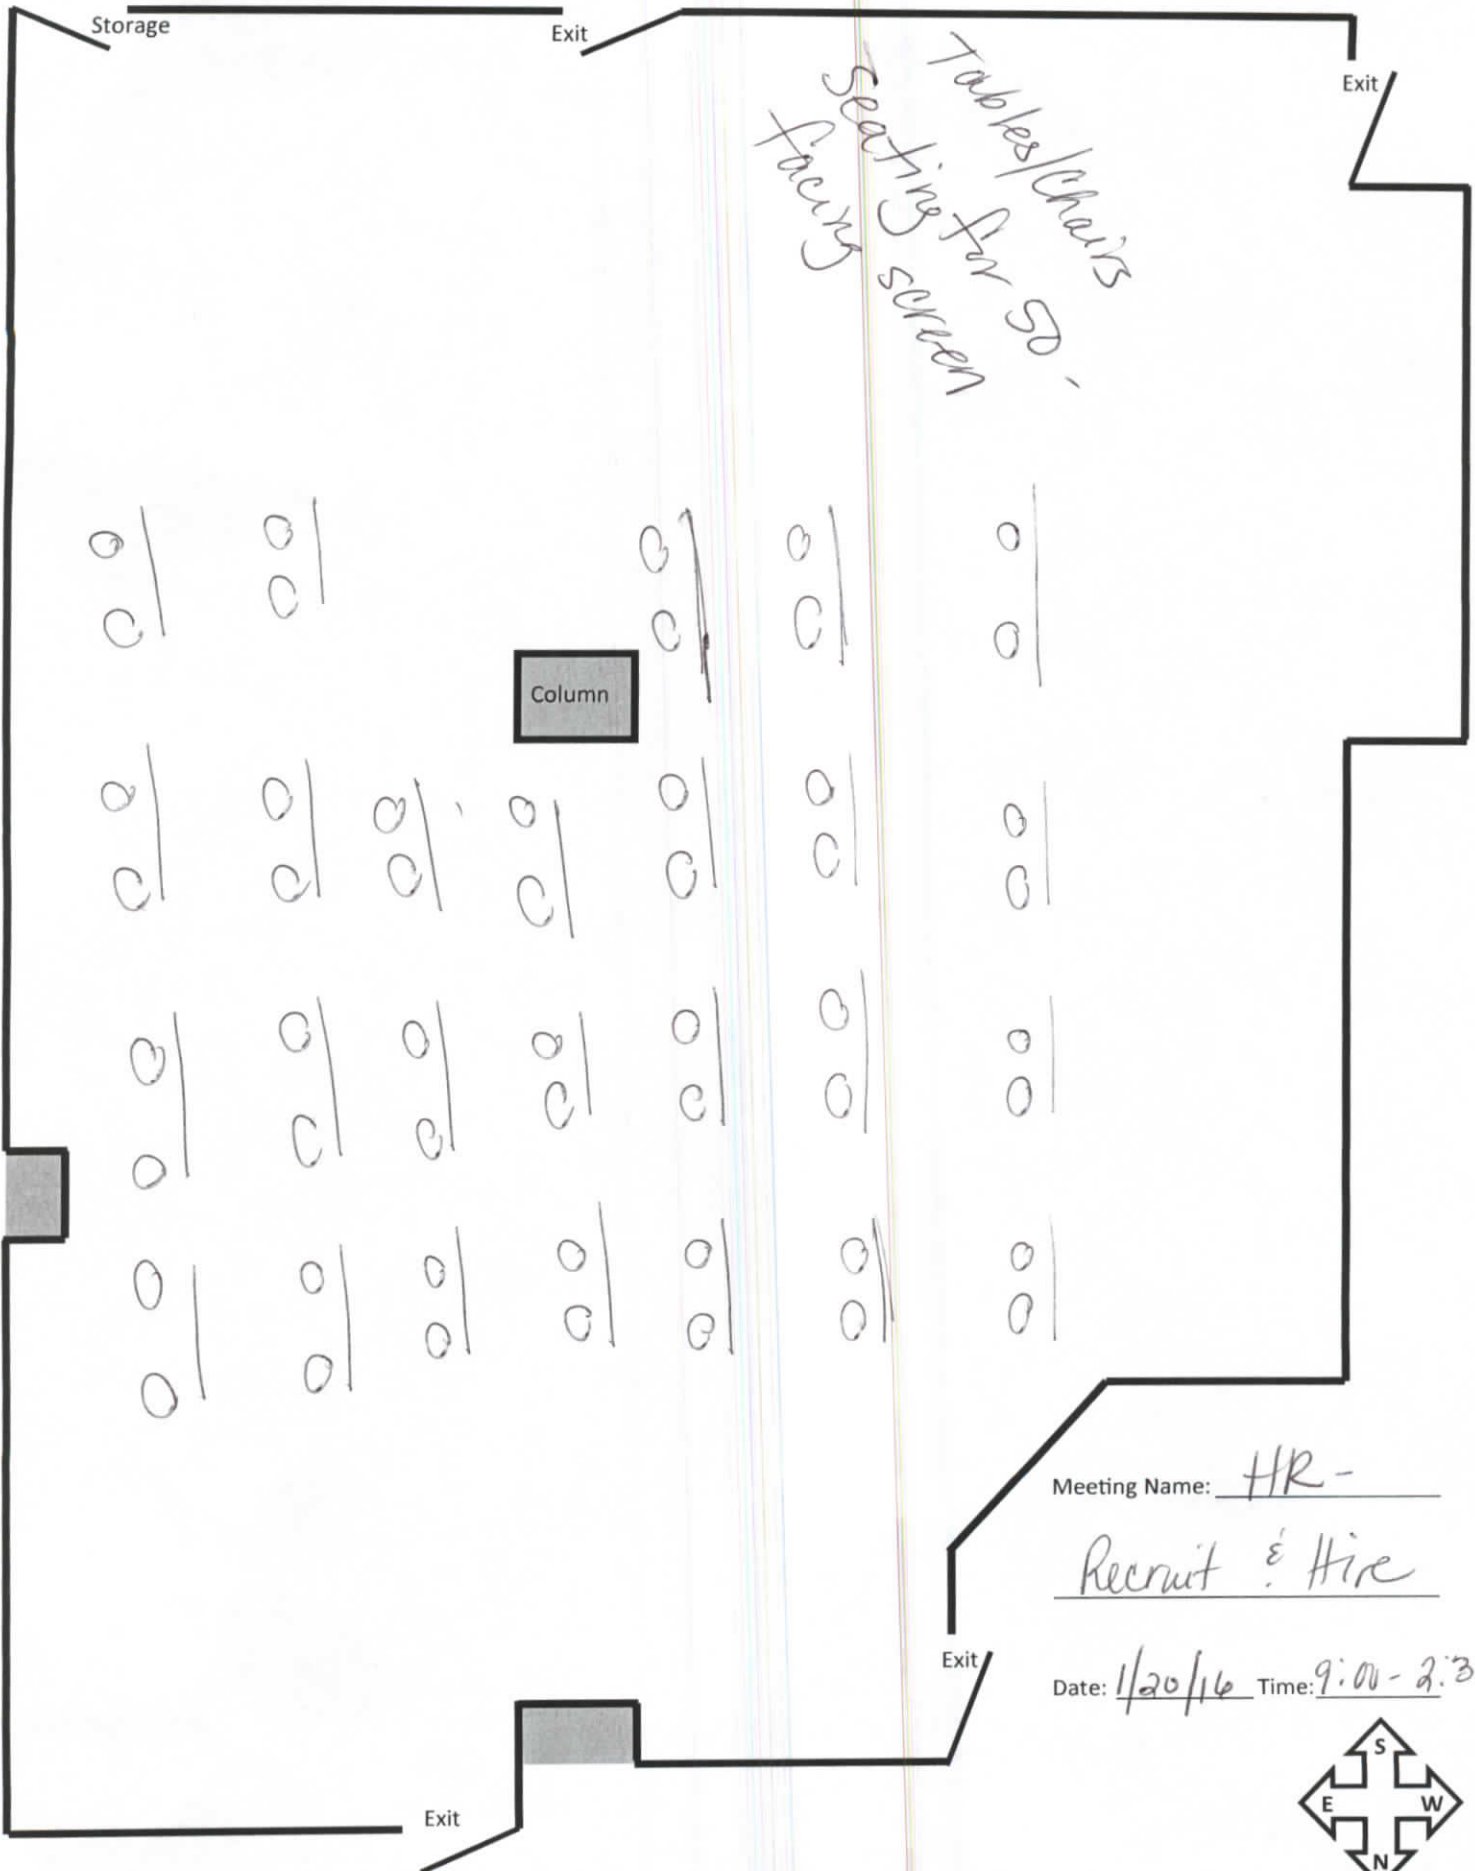 Storage
Exit
Exit
Tables/Chairs
Seating for 50 -
facing screen
Column
Meeting Name: HR -
Recruit & Hire
Exit
Date: 1/20/16 Time: 9:00 - 2:3
S
E W
N
Exit